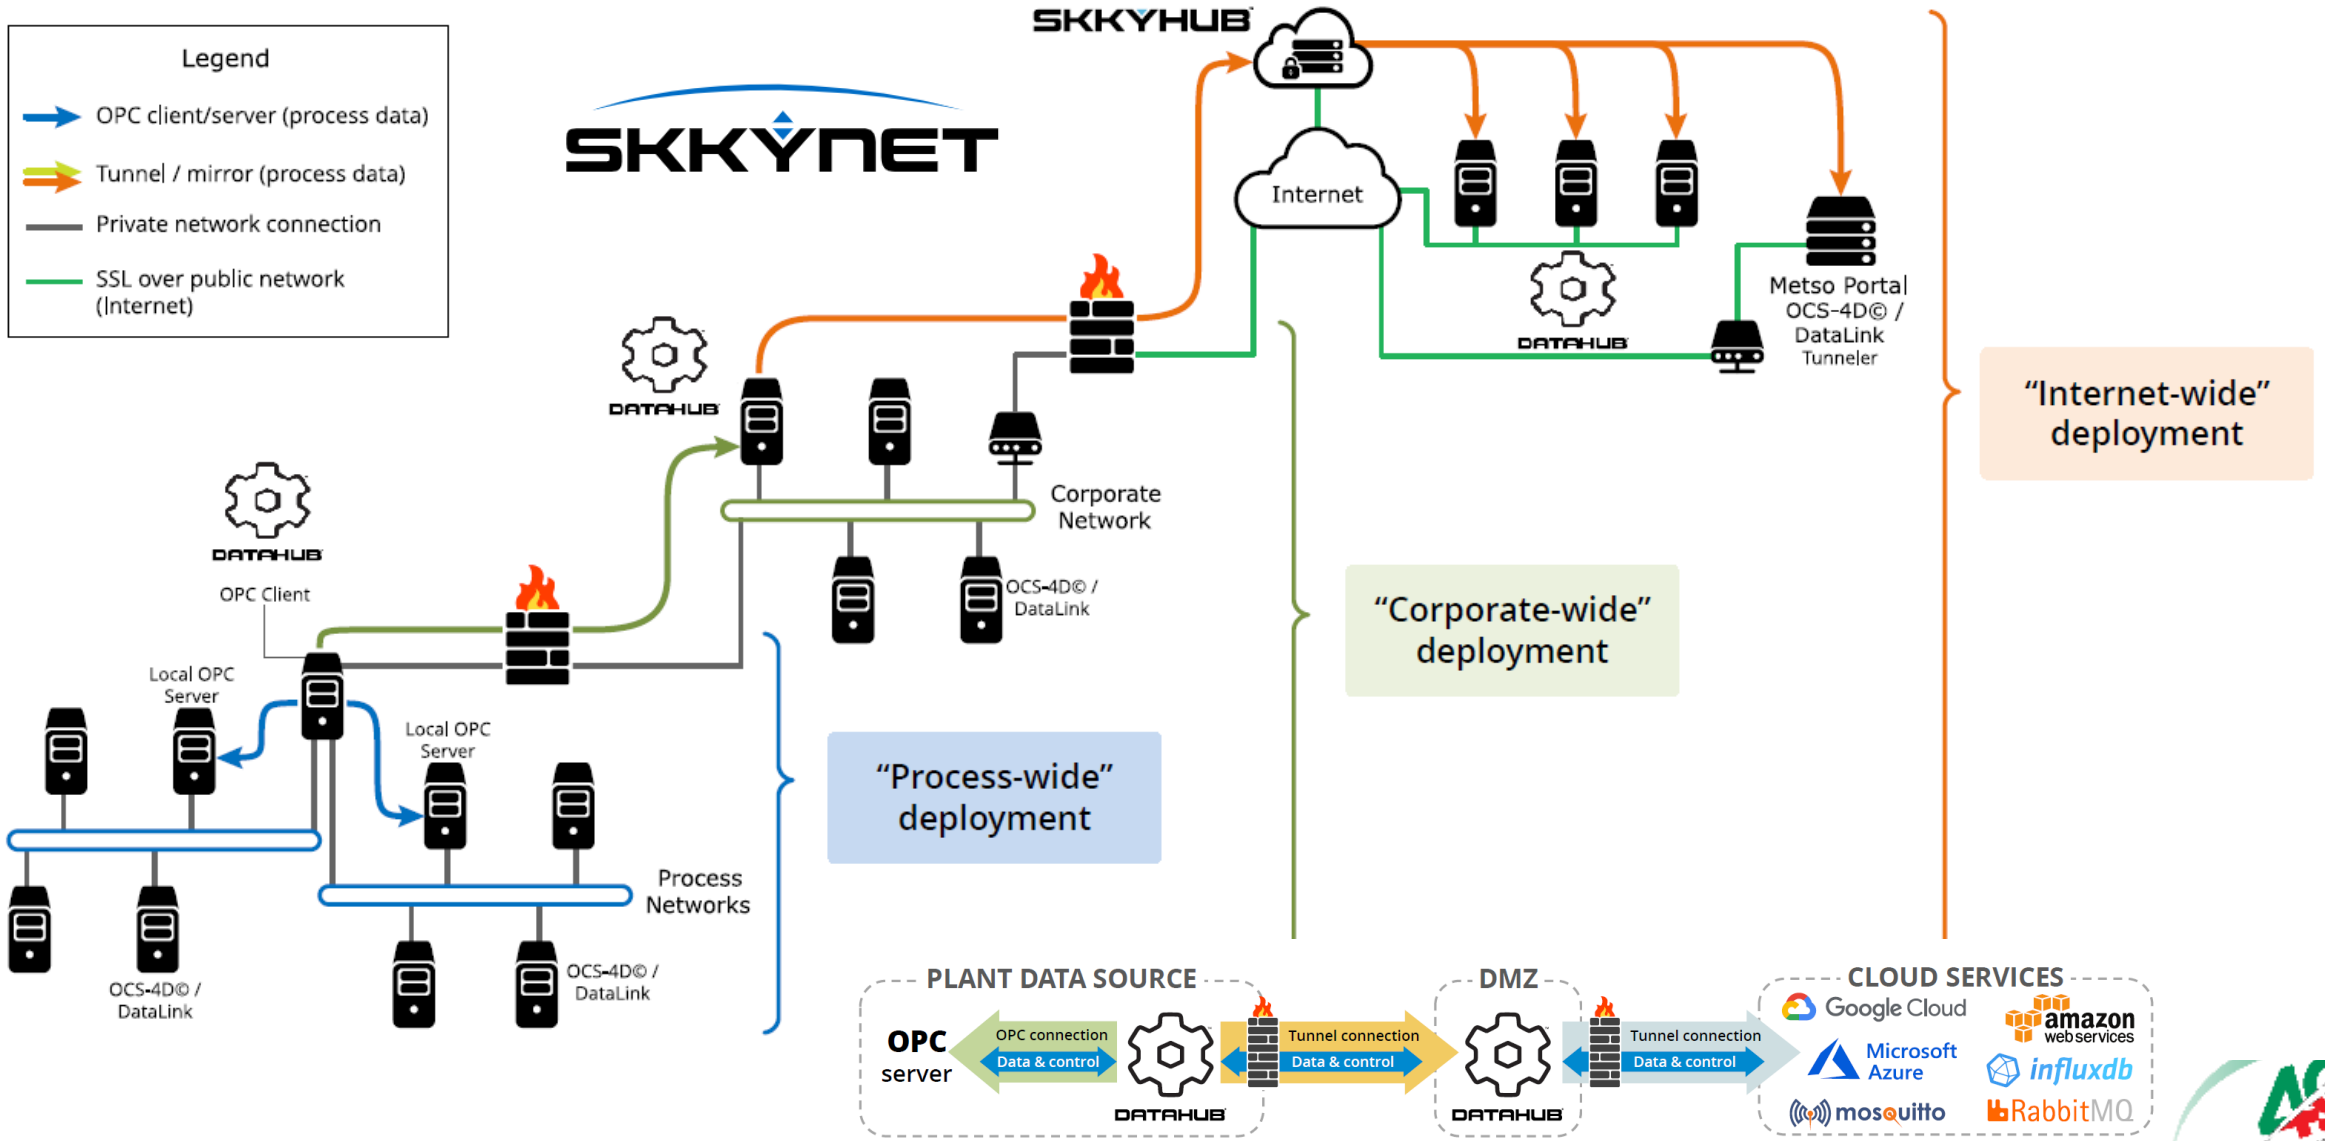 Legend
OPC client/server (process data)
Tunnel / mirror (process data)
Private network connection
SSL over public network
(Internet)
SKKYNET
SKKYHUB
Internet
DATAHUB
Metso Portal
OCS-4D© /
DataLink
Tunneler
"Internet-wide"
deployment
DATAHUB
Corporate
Network
OCS-4D© /
DataLink
"Corporate-wide"
deployment
DATAHUB
OPC Client
Local OPC
Server
Local OPC
Server
"Process-wide"
deployment
Process
Networks
OCS-4D© /
DataLink
OCS-4D© /
DataLink
PLANT DATA SOURCE
OPC
server
OPC connection
Data & control
DATAHUB
Tunnel connection
Data & control
DMZ
DATAHUB
Tunnel connection
Data & control
CLOUD SERVICES
Google Cloud
amazon
webservices
Microsoft
Azure
influxdb
mosquitto
RabbitMQ